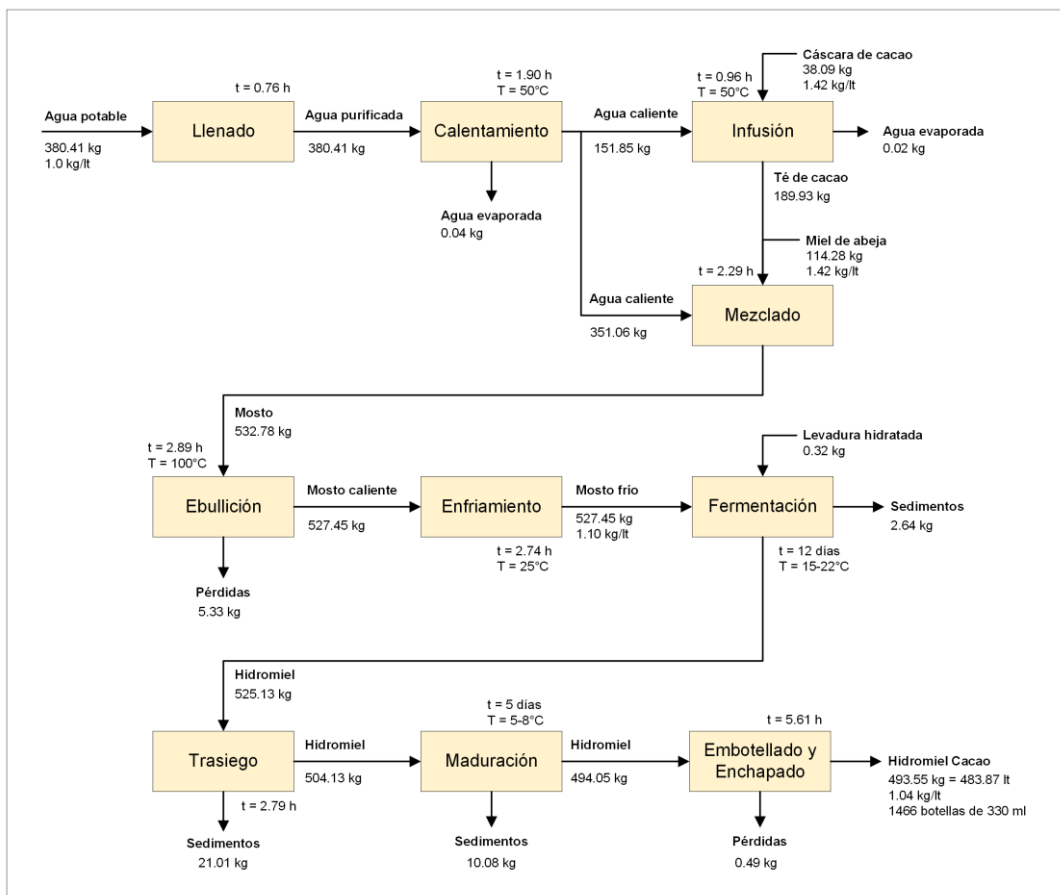 Agua potable
380.41 kg
1.0 kg/lt
t = 0.76 h
Llenado
Agua purificada
380.41 kg
t = 1.90 h
T = 50°C
Calentamiento
Agua evaporada
0.04 kg
Agua caliente
151.85 kg
t = 0.96 h
T = 50°C
Cáscara de cacao
38.09 kg
1.42 kg/lt
Infusión
Agua evaporada
0.02 kg
Té de cacao
189.93 kg
Miel de abeja
114.28 kg
1.42 kg/lt
t = 2.29 h
Agua caliente
351.06 kg
Mezclado
Mosto
532.78 kg
t = 2.89 h
T = 100°C
Ebullición
Pérdidas
5.33 kg
Mosto caliente
527.45 kg
Enfriamiento
t = 2.74 h
T = 25°C
Mosto frío
527.45 kg
1.10 kg/lt
Levadura hidratada
0.32 kg
Fermentación
Sedimentos
2.64 kg
t = 12 días
T = 15-22°C
Hidromiel
525.13 kg
Trasiego
t = 2.79 h
Sedimentos
21.01 kg
Hidromiel
504.13 kg
t = 5 días
T = 5-8°C
Maduración
Sedimentos
10.08 kg
Hidromiel
494.05 kg
t = 5.61 h
Embotellado y
Enchapado
Pérdidas
0.49 kg
Hidromiel Cacao
493.55 kg = 483.87 lt
1.04 kg/lt
1466 botellas de 330 ml